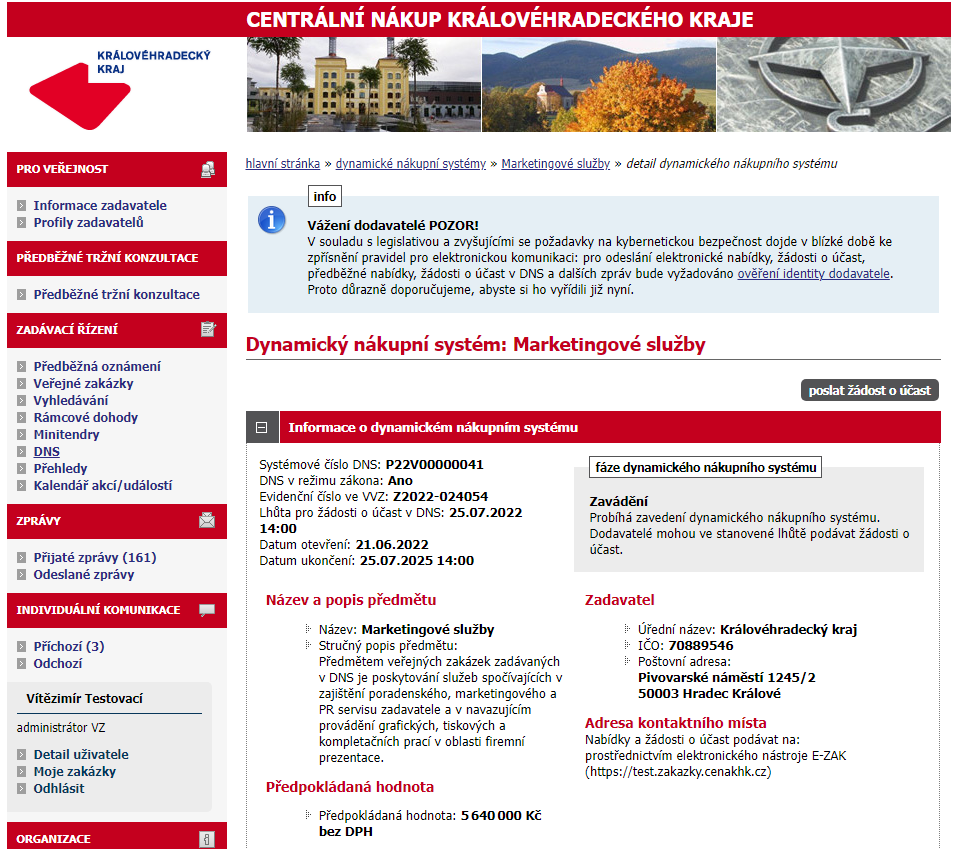 CENTRÁLNÍ NÁKUP KRÁLOVÉHRADECKÉHO KRAJE
KRÁLOVÉHRADECKÝ
KRAJ
PRO VEŘEJNOST
Informace zadavatele
Profily zadavatelů
PŘEDBĚŽNÉ TRŽNÍ KONZULTACE
Předběžné tržní konzultace
ZADÁVACÍ ŘÍZENÍ
Předběžná oznámení
Veřejné zakázky
Vyhledávání
Rámcové dohody
Minitendry
DNS
Přehledy
Kalendář akcí/událostí
ZPRÁVY
Přijaté zprávy (161)
Odeslané zprávy
INDIVIDUÁLNÍ KOMUNIKACE
Příchozí (3)
Odchozí
Vítězimír Testovací
administrátor VZ
Detail uživatele
Moje zakázky
Odhlásit
ORGANIZACE
hlavní stránka » dynamické nákupní systémy » Marketingové služby » detail dynamického nákupního systému
info
Vážení dodavatelé POZOR!
V souladu s legislativou a zvyšujícími se požadavky na kybernetickou bezpečnost dojde v blízké době ke
zpřísnění pravidel pro elektronickou komunikaci: pro odeslání elektronické nabídky, žádosti o účast,
předběžné nabídky, žádosti o účast v DNS a dalších zpráv bude vyžadováno ověření identity dodavatele.
Proto důrazně doporučujeme, abyste si ho vyřídili již nyní.
Dynamický nákupní systém: Marketingové služby
poslat žádost o účast
Informace o dynamickém nákupním systému
Systémové číslo DNS: P22V00000041
DNS v režimu zákona: Ano
Evidenční číslo ve VVZ: Z2022-024054
Lhůta pro žádosti o účast v DNS: 25.07.2022
14:00
Datum otevření: 21.06.2022
Datum ukončení: 25.07.2025 14:00
fáze dynamického nákupního systému
Zavádění
Probíhá zavedení dynamického nákupního systému.
Dodavatelé mohou ve stanovené lhůtě podávat žádosti o
účast.
Název a popis předmětu
Název: Marketingové služby
Stručný popis předmětu:
Předmětem veřejných zakázek zadávaných
v DNS je poskytování služeb spočívajících v
zajištění poradenského, marketingového a
PR servisu zadavatele a v navazujícím
provádění grafických, tiskových a
kompletačních prací v oblasti firemní
prezentace.
Předpokládaná hodnota
Předpokládaná hodnota: 5 640 000 Kč
bez DPH
Zadavatel
Úřední název: Královéhradecký kraj
IČO: 70889546
Poštovní adresa:
Pivovarské náměstí 1245/2
50003 Hradec Králové
Adresa kontaktního místa
Nabídky a žádosti o účast podávat na:
prostřednictvím elektronického nástroje E-ZAK
(https://test.zakazky.cenakhk.cz)